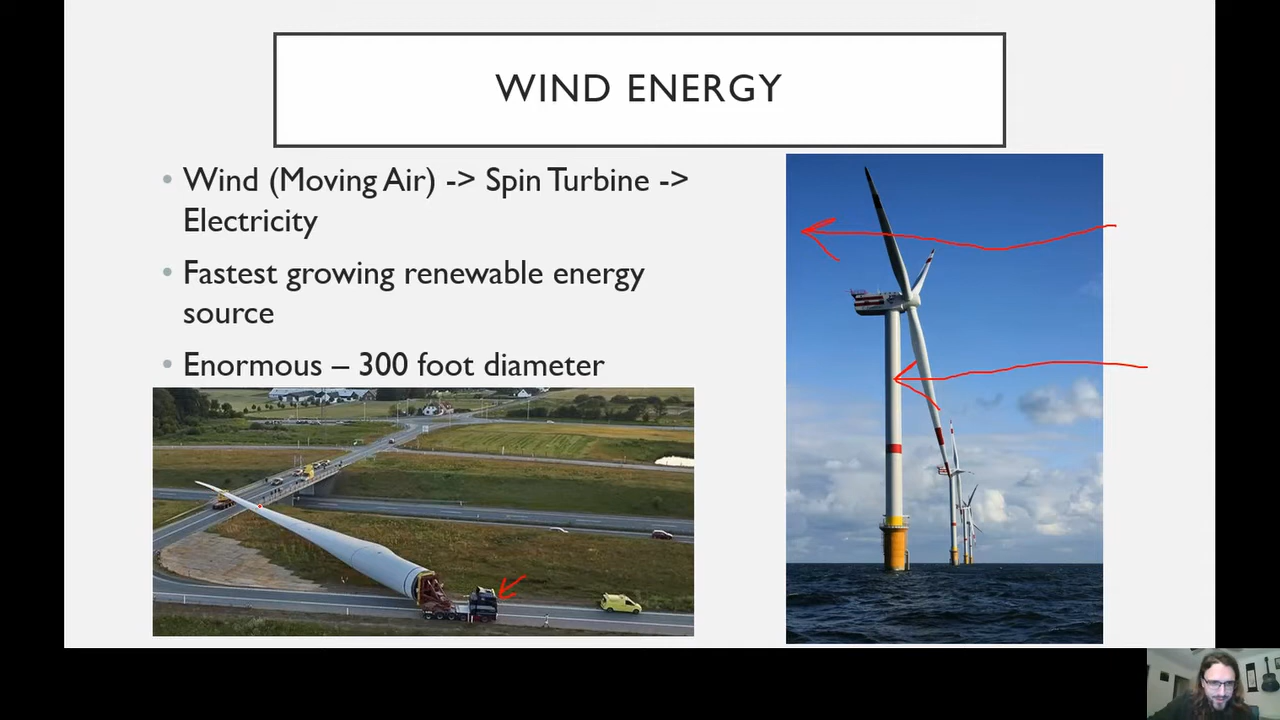 WIND ENERGY
• Wind (Moving Air) -> Spin Turbine ->
Electricity
• Fastest growing renewable energy
source
• Enormous – 300 foot diameter